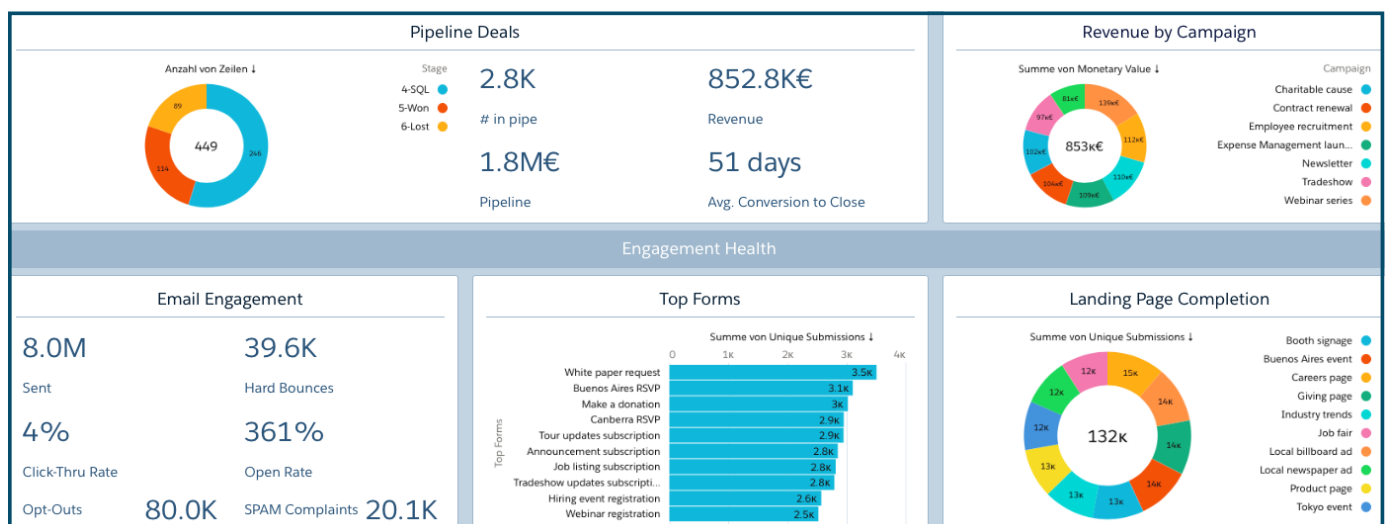 Pipeline Deals
Anzahl von Zeilen ↓
Stage
4-SQL
5-Won
6-Lost
89
449
246
114
2.8K
# in pipe
852.8K€
Revenue
1.8M€
Pipeline
51 days
Avg. Conversion to Close
Revenue by Campaign
Summe von Monetary Value ↓
Campaign
Charitable cause
Contract renewal
Employee recruitment
Expense Management laun...
Newsletter
Tradeshow
Webinar series
81K€
139K€
97K€
112K€
853K€
102K€
110K€
104K€
109K€
Engagement Health
Email Engagement
8.0M
Sent
39.6K
Hard Bounces
4%
Click-Thru Rate
361%
Open Rate
Opt-Outs 80.0K
SPAM Complaints 20.1K
Top Forms
Summe von Unique Submissions ↓
0 1K 2K 3K 4K
Top Forms
White paper request 3.5K
Buenos Aires RSVP 3.1K
Make a donation 3K
Canberra RSVP 2.9K
Tour updates subscription 2.9K
Announcement subscription 2.8K
Job listing subscription 2.8K
Tradeshow updates subscripti... 2.8K
Hiring event registration 2.6K
Webinar registration 2.5K
Landing Page Completion
Summe von Unique Submissions ↓
12K
15K
12K
14K
12K
132K
14K
13K
14K
13K
13K
Booth signage
Buenos Aires event
Careers page
Giving page
Industry trends
Job fair
Local billboard ad
Local newspaper ad
Product page
Tokyo event